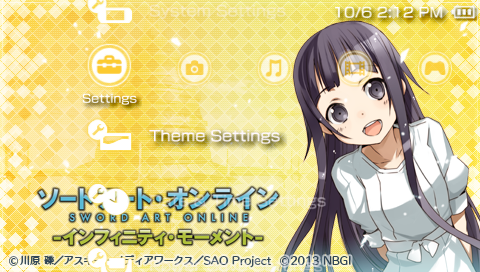 System Settings
10/6 2:12 PM
Settings
Theme Settings
ソードアート・オンライン
SWORD ART ONLINE
-インフィニティ・モーメント-
©川原 礫／アスキー・メディアワークス／SAO Project ©2013 NBGI